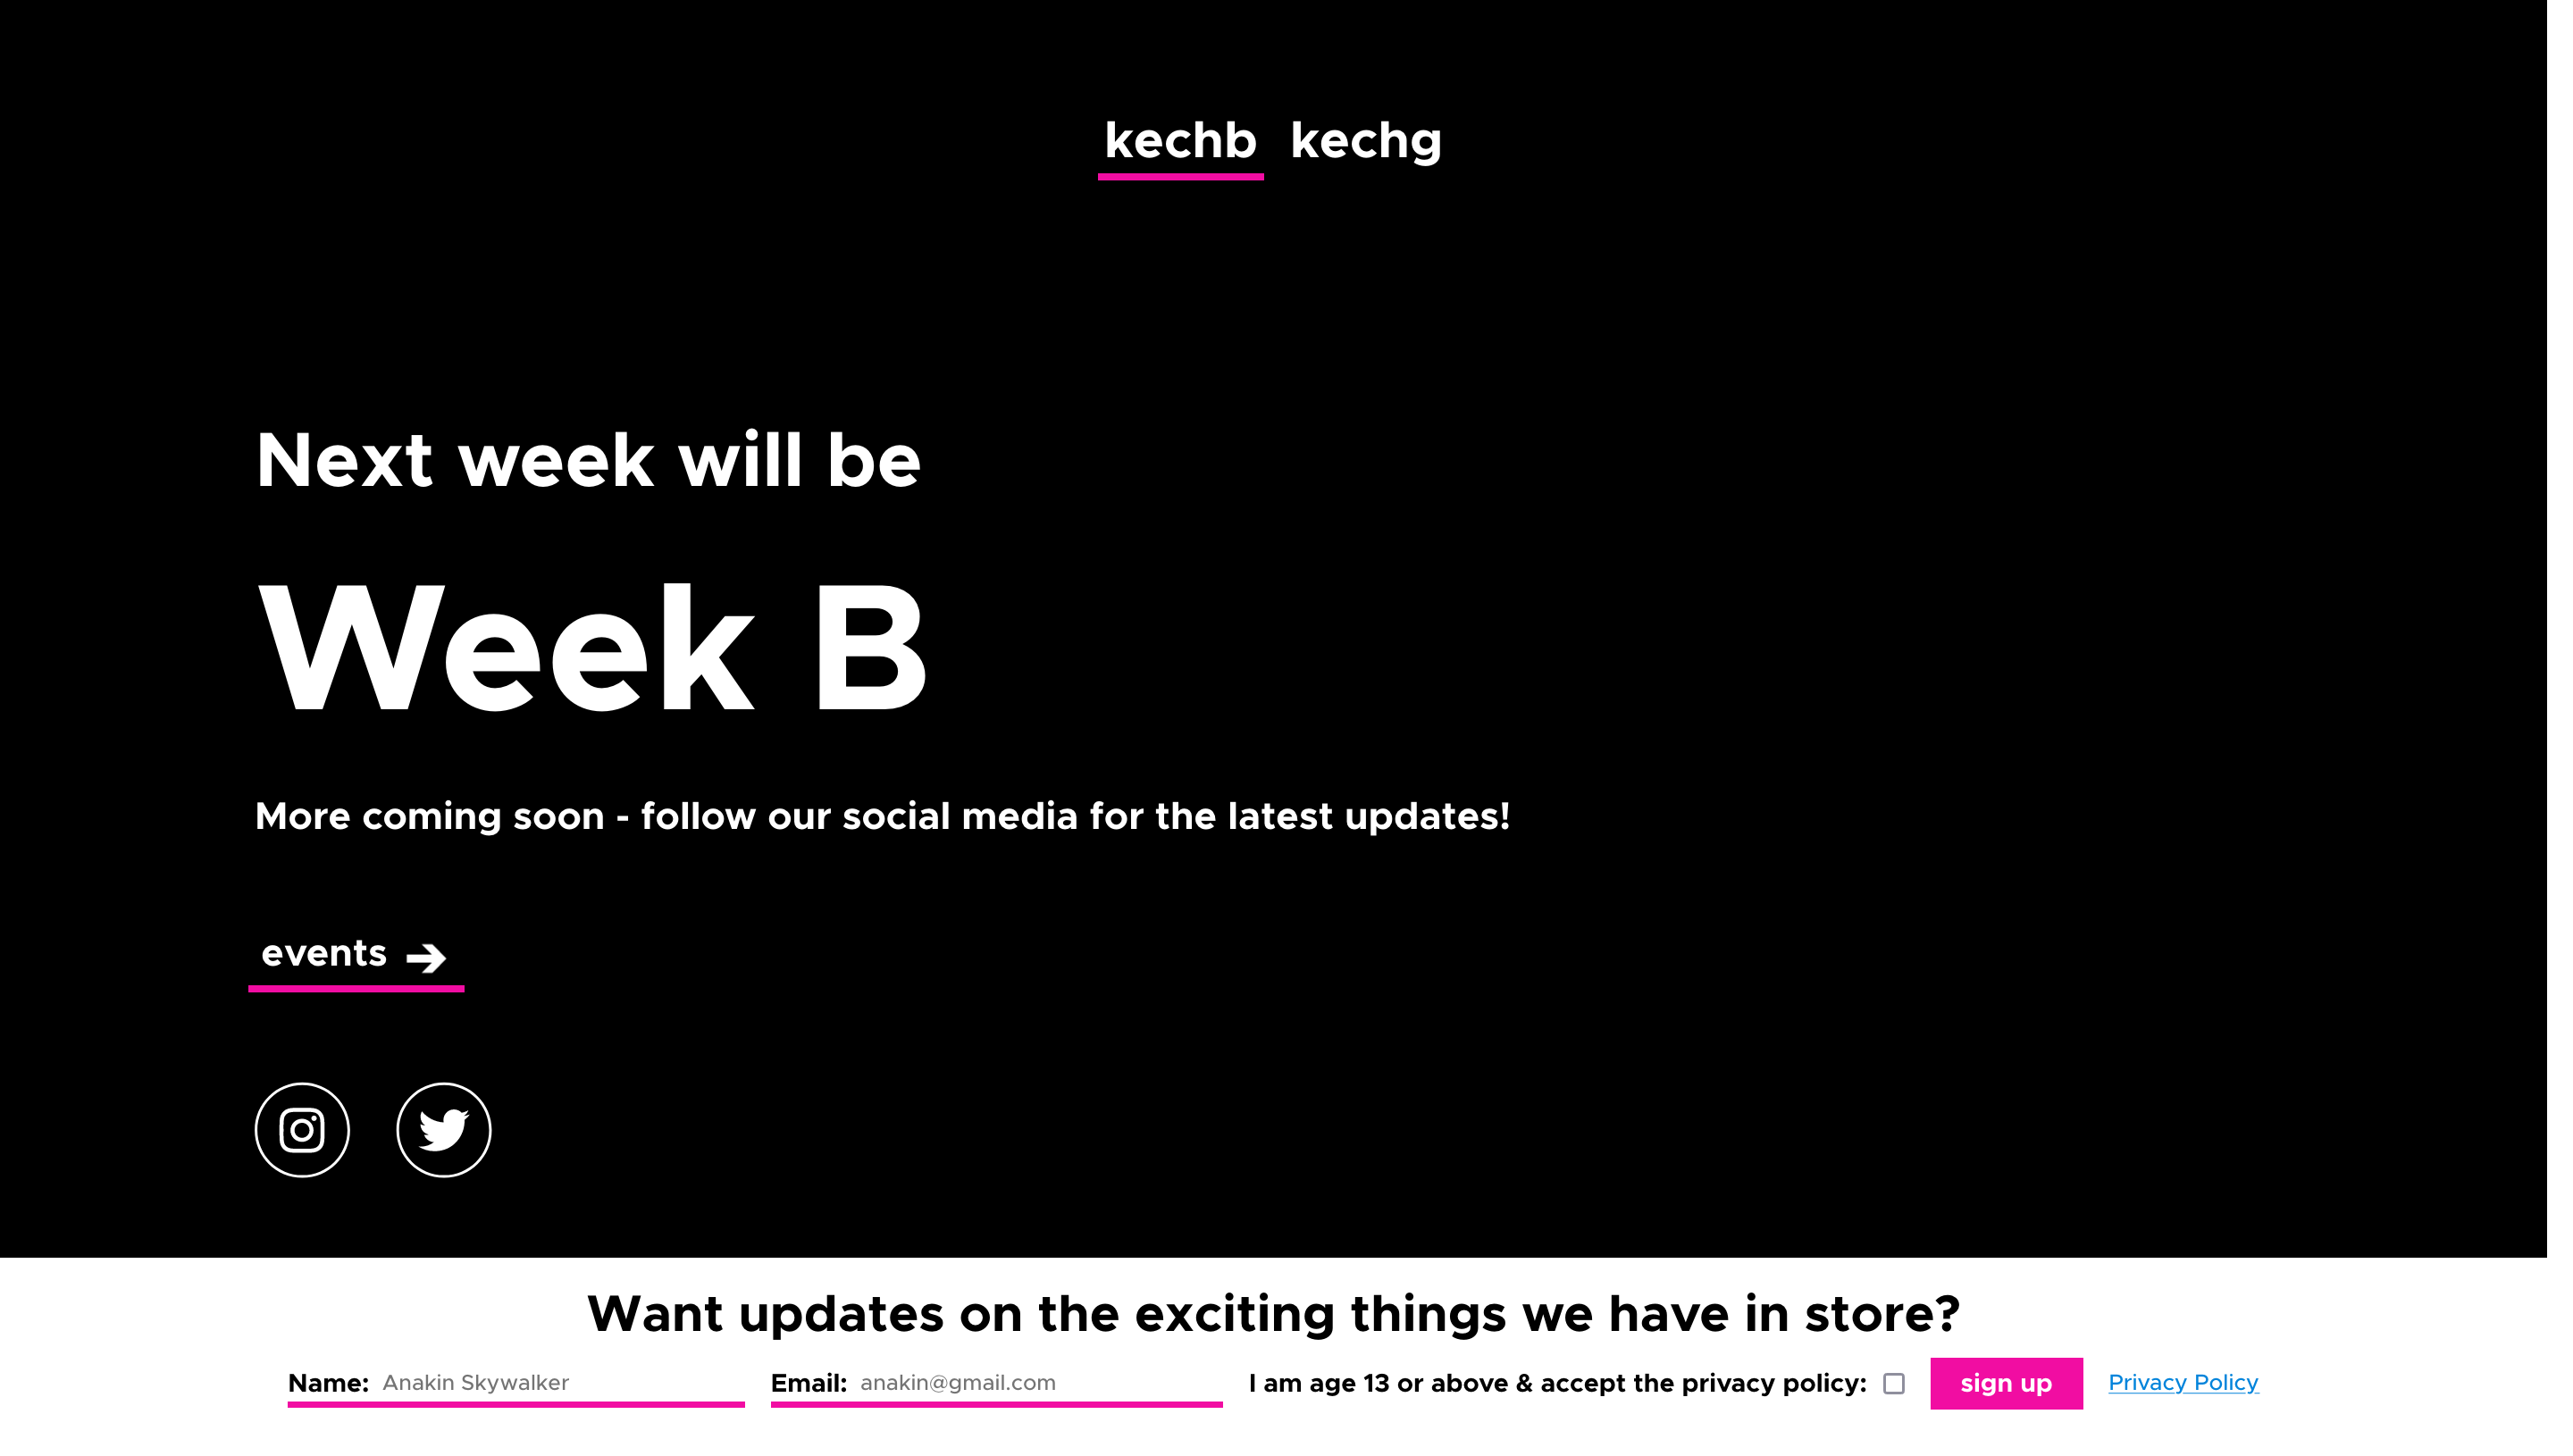 kechb kechg
Next week will be
Week B
More coming soon - follow our social media for the latest updates!
events
Want updates on the exciting things we have in store?
Name: Anakin Skywalker Email: anakin@gmail.com I am age 13 or above & accept the privacy policy: sign up Privacy Policy